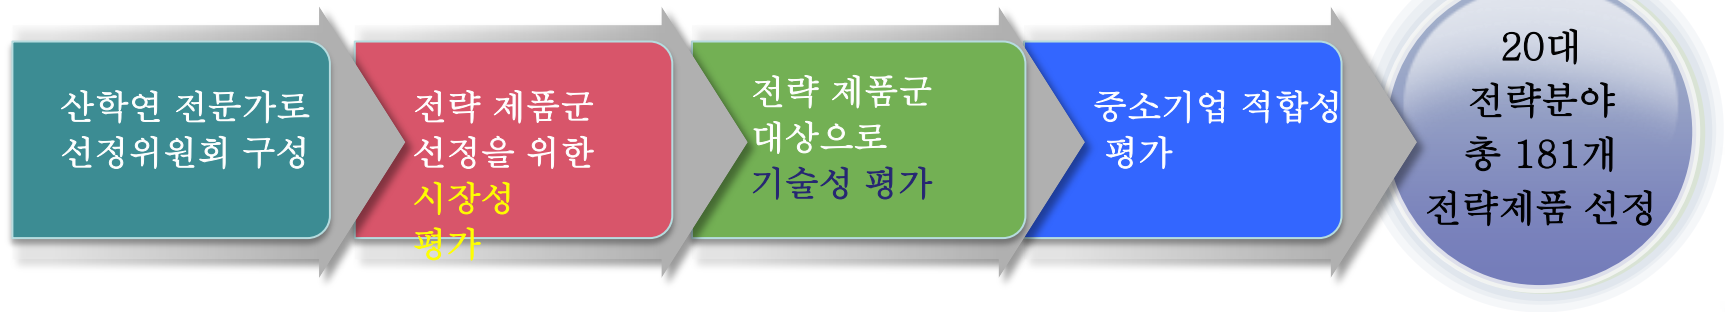 산학연 전문가로
선정위원회 구성
전략 제품군
선정을 위한
시장성
평가
전략 제품군
대상으로
기술성 평가
중소기업 적합성
평가
20대
전략분야
총 181개
전략제품 선정